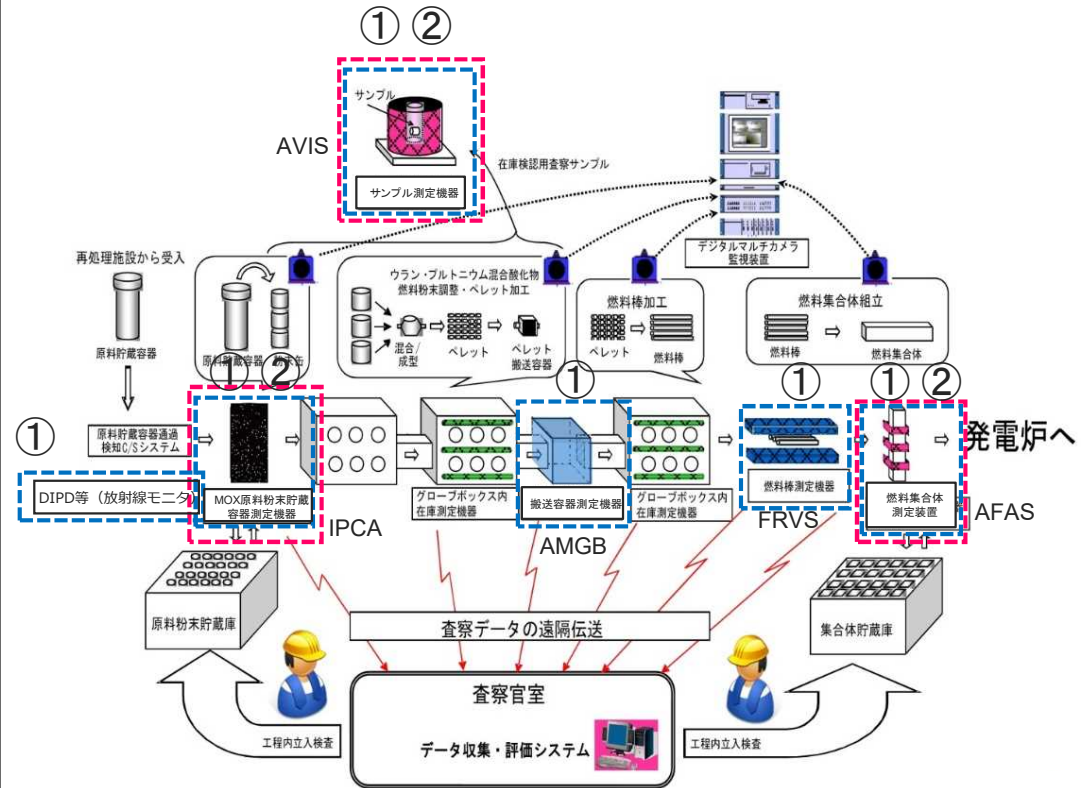 ① ②
サンプル
AVIS
サンプル測定機器
在庫検認用査察サンプル
デジタルマルチカメラ
監視装置
再処理施設から受入
原料貯蔵容器
原料貯蔵容器 粉末缶
ウラン・プルトニウム混合酸化物
燃料粉末調整・ペレット加工
混合/
成型
ペレット
ペレット
搬送容器
燃料棒加工
ペレット
燃料棒
燃料集合体組立
燃料棒
燃料集合体
①
① ②
①
①
① ②
原料貯蔵容器通過
検知C/Sシステム
DIPD等（放射線モニタ）
MOX原料粉末貯蔵
容器測定機器
IPCA
グローブボックス内
在庫測定機器
搬送容器測定機器
AMGB
グローブボックス内
在庫測定機器
燃料棒測定機器
FRVS
燃料集合体
測定装置
AFAS
発電炉へ
原料粉末貯蔵庫
査察データの遠隔伝送
集合体貯蔵庫
工程内立入検査
査察官室
データ収集・評価システム
工程内立入検査